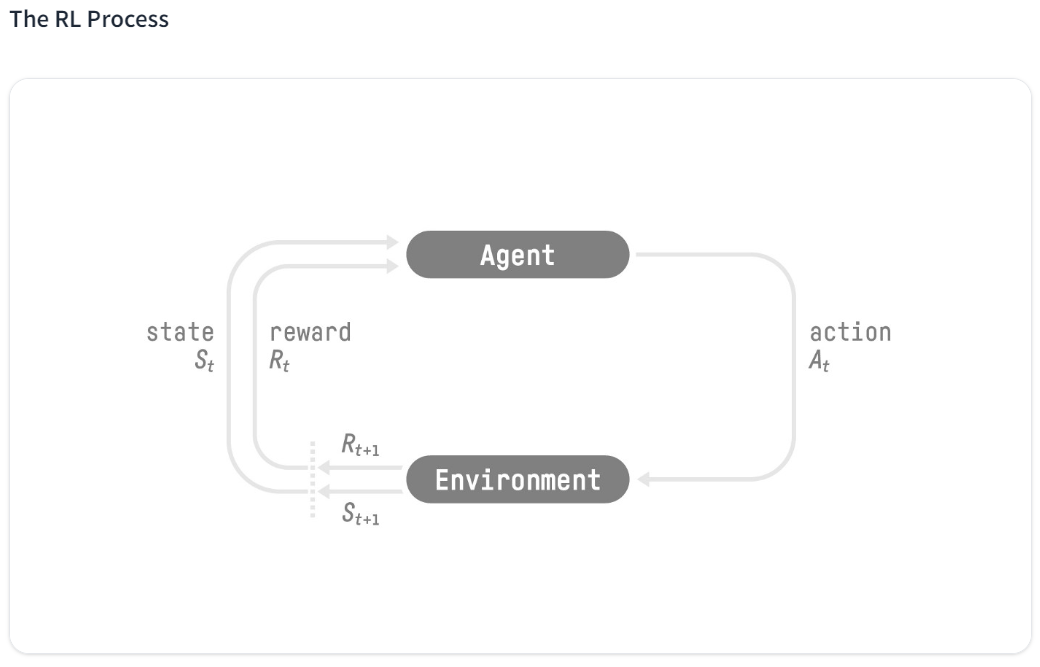 The RL Process
Agent
state
Sₜ
reward
Rₜ
action
Aₜ
Rₜ₊₁
Environment
Sₜ₊₁